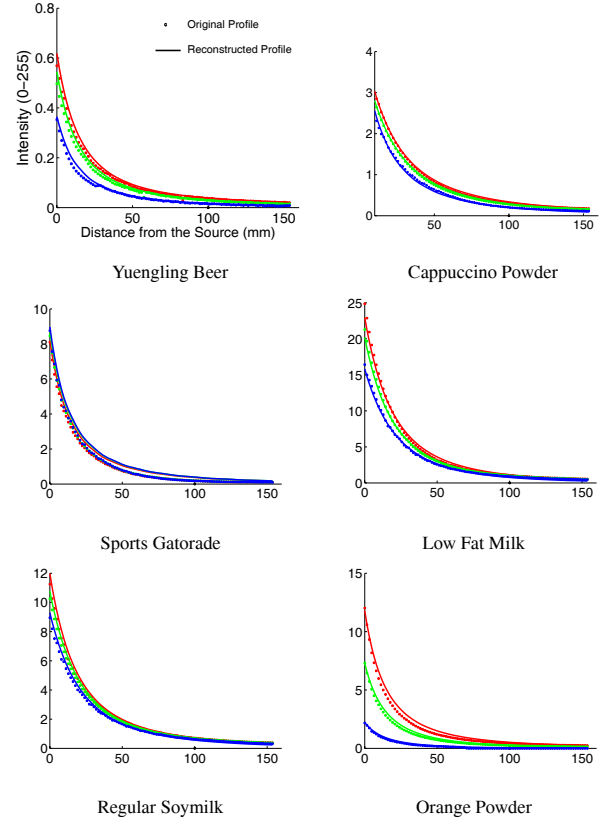 0.8
0.6
0.4
0.2
0
0 50 100 150
Intensity (0–255)
Distance from the Source (mm)
Original Profile
Reconstructed Profile
Yuengling Beer
4
3
2
1
0
50 100 150
Cappuccino Powder
10
8
6
4
2
0
0 50 100 150
Sports Gatorade
25
20
15
10
5
0
0 50 100 150
Low Fat Milk
12
10
8
6
4
2
0
0 50 100 150
Regular Soymilk
15
10
5
0
0 50 100 150
Orange Powder